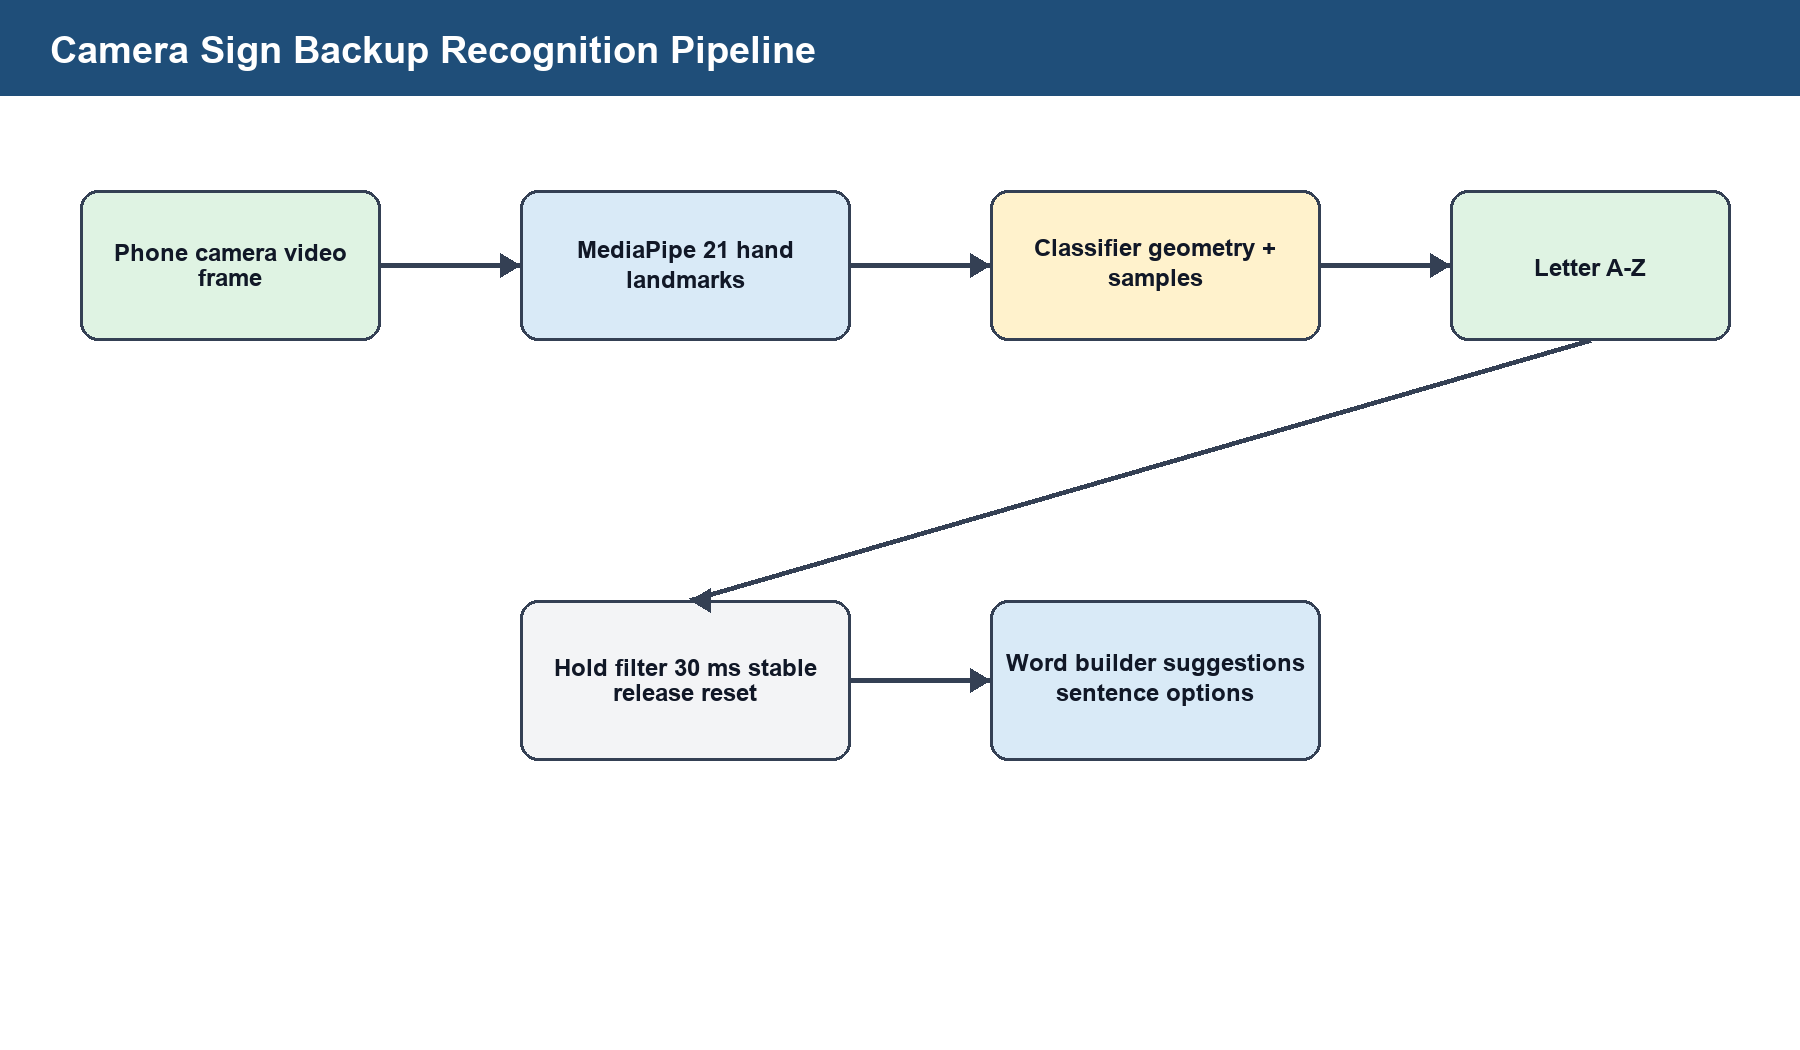 Camera Sign Backup Recognition Pipeline
Phone camera video
frame
MediaPipe 21 hand
landmarks
Classifier geometry +
samples
Letter A-Z
Hold filter 30 ms stable
release reset
Word builder suggestions
sentence options